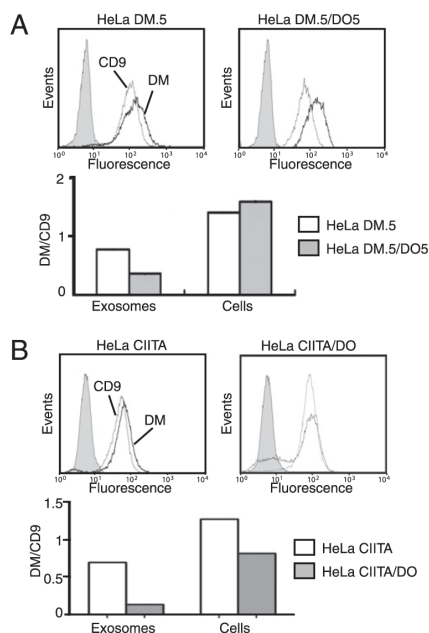 A
HeLa DM.5
HeLa DM.5/DO5
Events
CD9
DM
10⁰ 10¹ 10² 10³ 10⁴
Fluorescence
Events
10⁰ 10¹ 10² 10³ 10⁴
Fluorescence
DM/CD9
2
1
0
Exosomes
Cells
HeLa DM.5
HeLa DM.5/DO5
B
HeLa CIITA
HeLa CIITA/DO
Events
CD9
DM
10⁰ 10¹ 10² 10³ 10⁴
Fluorescence
Events
10⁰ 10¹ 10² 10³ 10⁴
Fluorescence
DM/CD9
1.5
1
0.5
0
Exosomes
Cells
HeLa CIITA
HeLa CIITA/DO